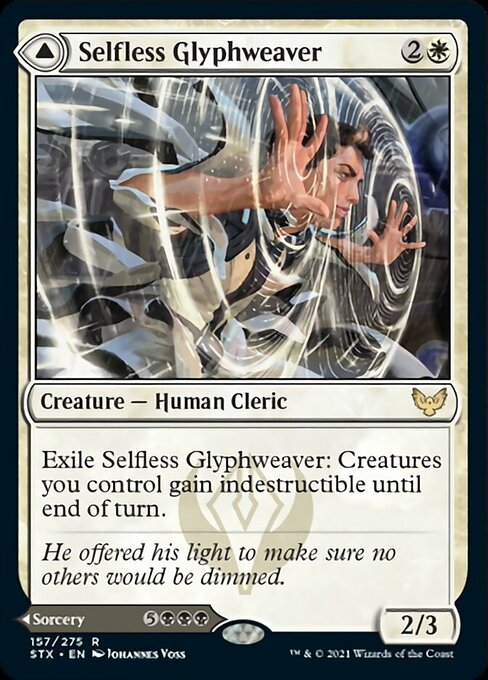 Selfless Glyphweaver 2
Creature — Human Cleric
Exile Selfless Glyphweaver: Creatures
you control gain indestructible until
end of turn.
He offered his light to make sure no
others would be dimmed.
Sorcery 5
2/3
157/275 R
STX • EN Johannes Voss
™ & © 2021 Wizards of the Coast